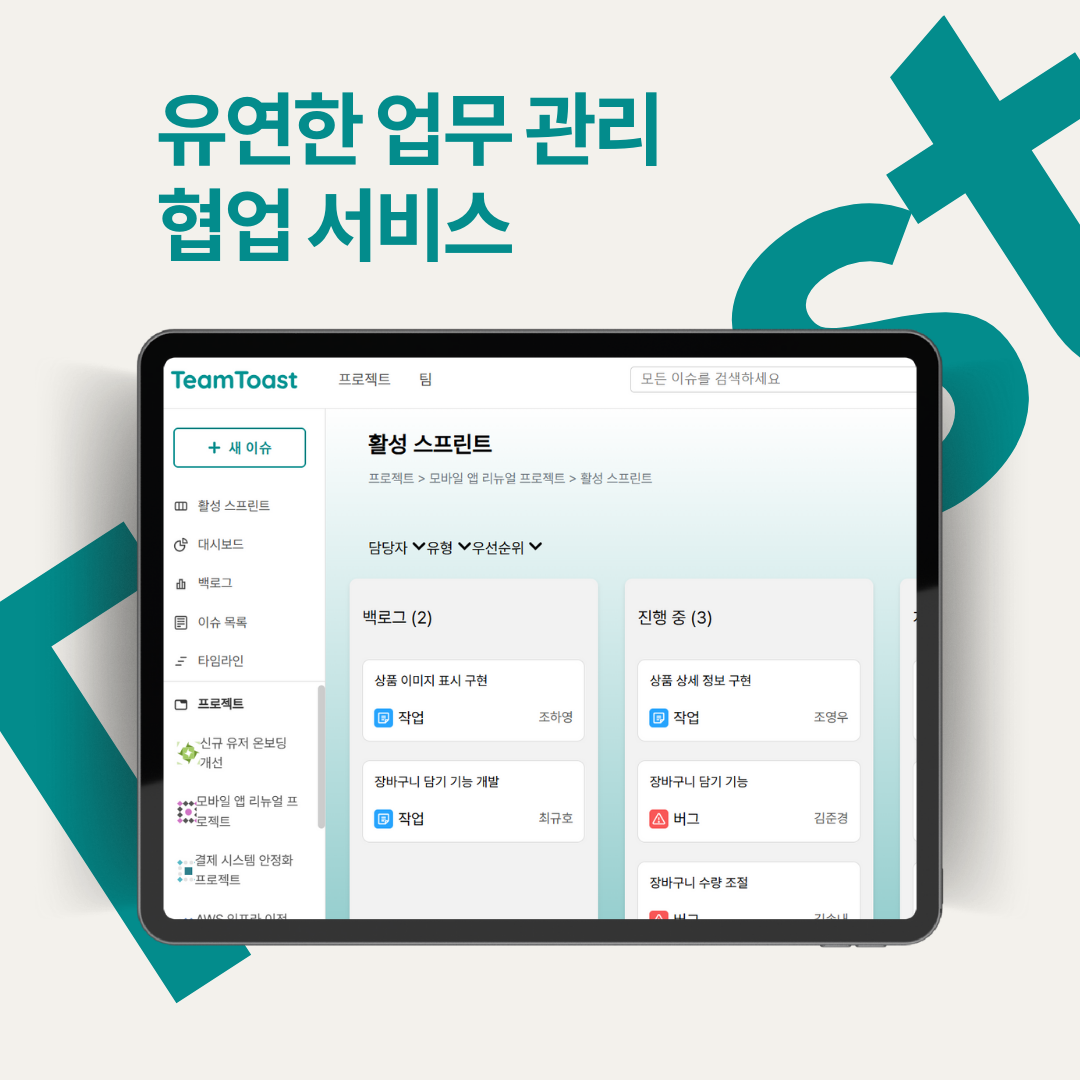 유연한 업무 관리
협업 서비스
TeamToast
프로젝트
팀
모든 이슈를 검색하세요
+ 새 이슈
활성 스프린트
대시보드
백로그
이슈 목록
타임라인
프로젝트
신규 유저 온보딩
개선
모바일 앱 리뉴얼 프
로젝트
결제 시스템 안정화
프로젝트
AWS 인프라 이전
활성 스프린트
프로젝트 > 모바일 앱 리뉴얼 프로젝트 > 활성 스프린트
담당자 유형 우선순위
백로그 (2)
상품 이미지 표시 구현
작업 조하영
장바구니 담기 기능 개발
작업 최규호
진행 중 (3)
상품 상세 정보 구현
작업 조영우
장바구니 담기 기능
버그 김준경
장바구니 수량 조절
버그